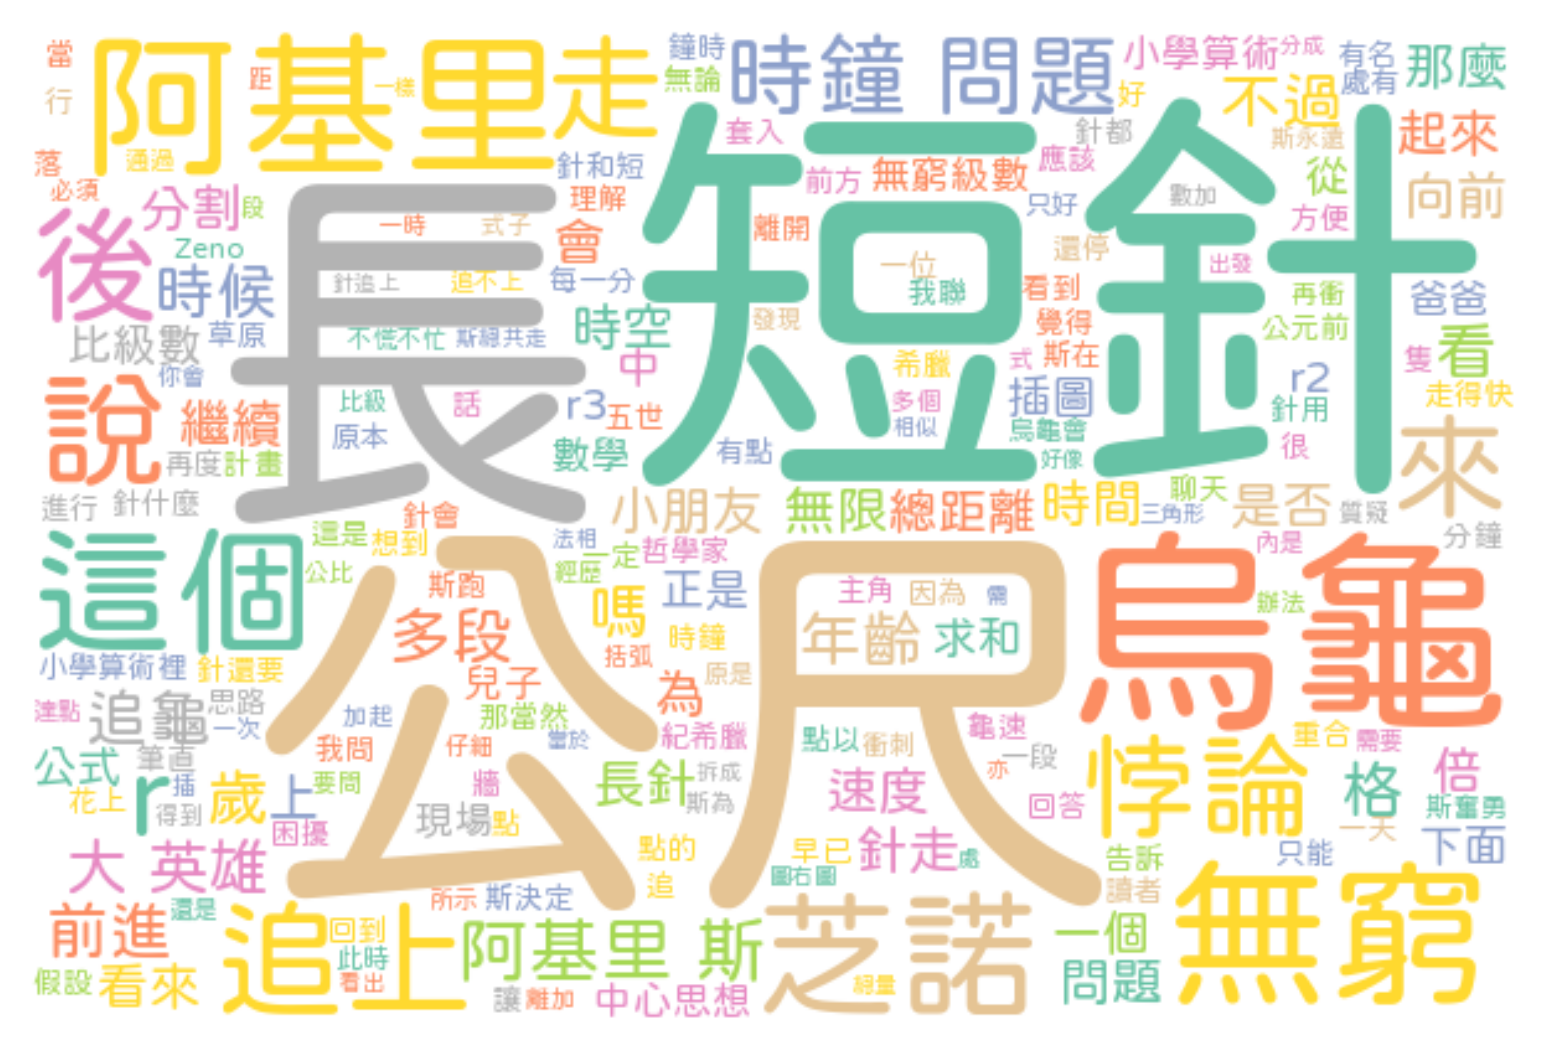 當
阿基里
走
鐘時
時鐘 問題
小學算術
分成
有名
那麼
行
距
一樣
無論
好
不過
處有
落
通過
針和短
套入
針都
斯永遠
起來
必須
分割
段
理解
前方
無窮級數
應該
從
向前
後
Zeno
一時
式子
會
離開
短針
只好
數加
方便
時候
長
針追上
追不上
每一分
一位
我聯
還停
出發
看到
再衝
爸爸
比級數
草原
不慌不忙
斯總共走
時空
發現
覺得
公元前
看
你會
中
希臘
式
斯在
隻
說
繼續
比級
話
r3
五世
多個
插圖
r2
走得快
原本
相似
烏龜會
針用
再度
計畫
數學
有點
好像
很
來
進行
針什麼
針會
小朋友
無限
總距離
時間
聊天
三角形
是否
質疑
分鐘
這個
這是
想到
法相
一定
哲學家
內是
公比
公尺
經歷
烏龜
斯跑
嗎
正是
主角
因為
需
辦法
多段
時鐘
年齡
求和
小學算術裡
針還要
括弧
兒子
為
原是
達點
追龜
思路
一次
加起
那當然
紀希臘
龜速
重合
需要
筆直
我問
仔細
當於
點以
衝刺
一段
悖論
公式
r
插
歲
上
要問
牆
長針
拆成
速度
亦
格
倍
花上
得到
斯為
回答
斯奮勇
困擾
現場
點
一天
下面
大 英雄
點的
早已
針走
處
告訴
只能
所示
斯決定
追
圖右圖
讀者
前進
還是
追上
回到
阿基里 斯
芝諾
一個
無窮
此時
假設
看來
看出
讓
離加
中心思想
問題